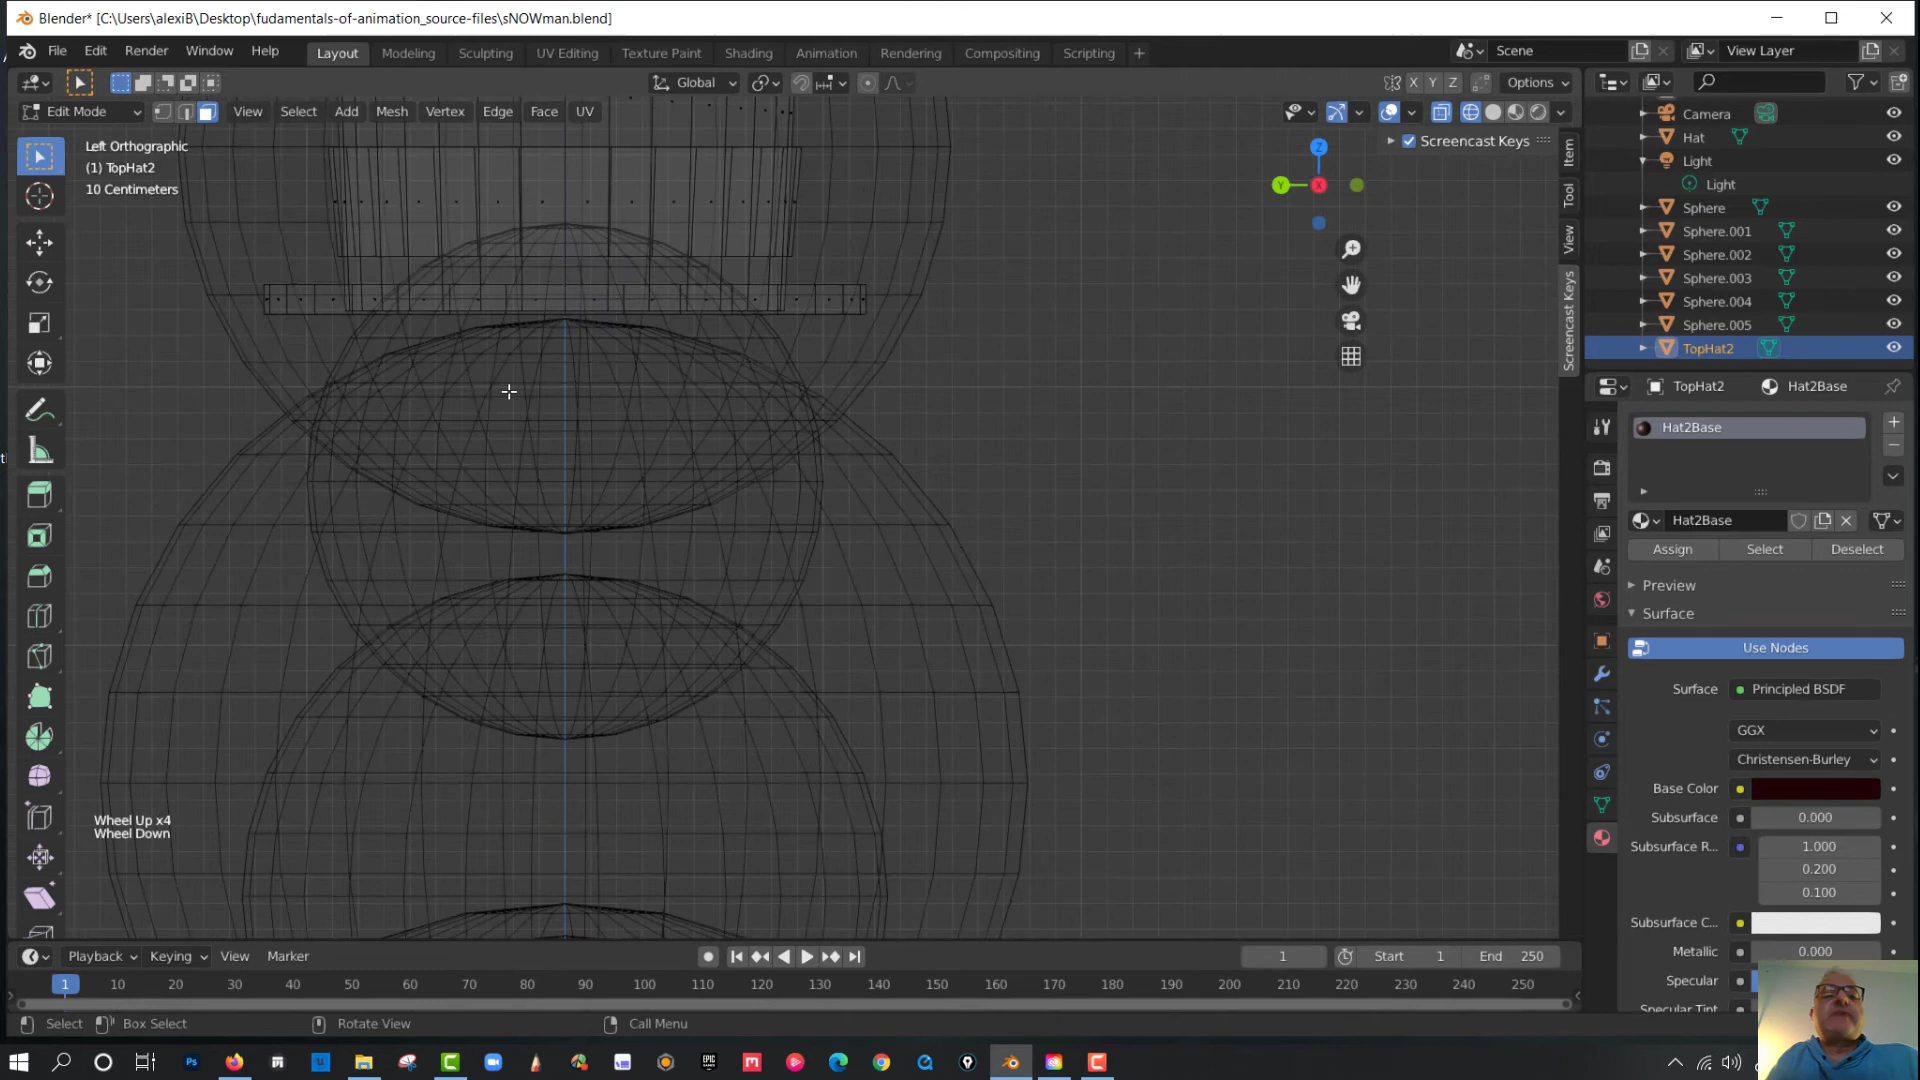 Blender* [C:\Users\alexiB\Desktop\fudamentals-of-animation_source-files\sNOWman.blend]
File Edit Render Window Help Layout Modeling Sculpting UV Editing Texture Paint Shading Animation Rendering Compositing Scripting + Scene View Layer
Global X Y Z Options
Edit Mode View Select Add Mesh Vertex Edge Face UV
Left Orthographic
(1) TopHat2
10 Centimeters
Screencast Keys
Z
Y
X
Item
Tool
View
Screencast Keys
Camera
Hat
Light
Light
Sphere
Sphere.001
Sphere.002
Sphere.003
Sphere.004
Sphere.005
TopHat2
TopHat2 Hat2Base
Hat2Base
Hat2Base
Assign Select Deselect
Preview
Surface
Use Nodes
Surface Principled BSDF
GGX
Christensen-Burley
Base Color
Subsurface 0.000
Subsurface R... 1.000
0.200
0.100
Subsurface C...
Metallic 0.000
Specular
Specular Tint
Wheel Up x4
Wheel Down
Playback Keying View Marker 1 Start 1 End 250
1 10 20 30 40 50 60 70 80 90 100 110 120 130 140 150 160 170 180 190 200 210 220 230 240 250
Select Box Select Rotate View Call Menu
Ps
EPIC GAMES